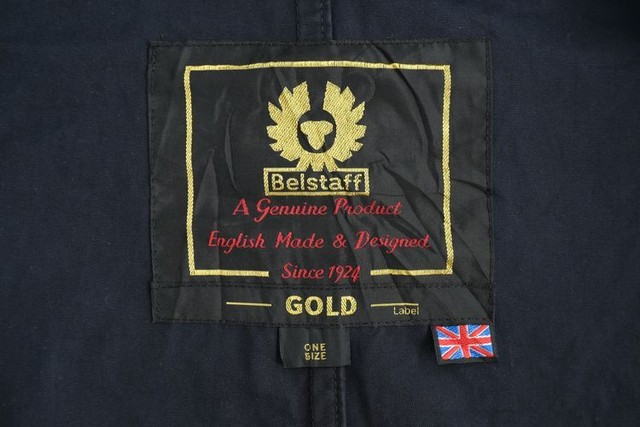 Belstaff
A Genuine Product
English Made & Designed
Since 1924
GOLD
Label
ONE
SIZE